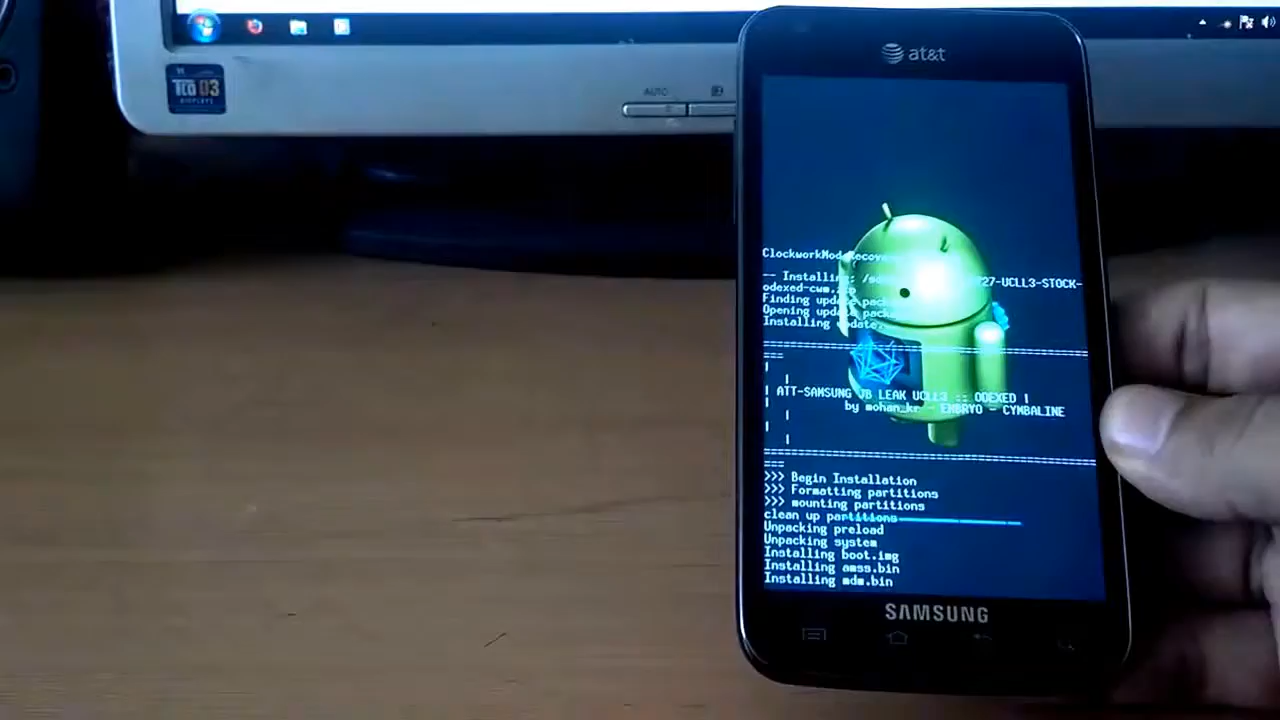 TCO 03
DISPLAYS
AUTO
at&t
ClockworkMod Recove
-- Installing: 27-UCLL3-STOCK-
odexed-cwm.zip
Finding update pack
Opening update pack
Installing update
===
ATT-SAMSUNG JB LEAK UCLL3 :: ODEXED
by mohan_kr - EMBRYO - CYMBALINE
===
>>> Begin Installation
>>> Formatting partitions
>>> mounting partitions
clean up partitions
Unpacking preload
Unpacking system
Installing boot.img
Installing amss.bin
Installing mdm.bin
SAMSUNG